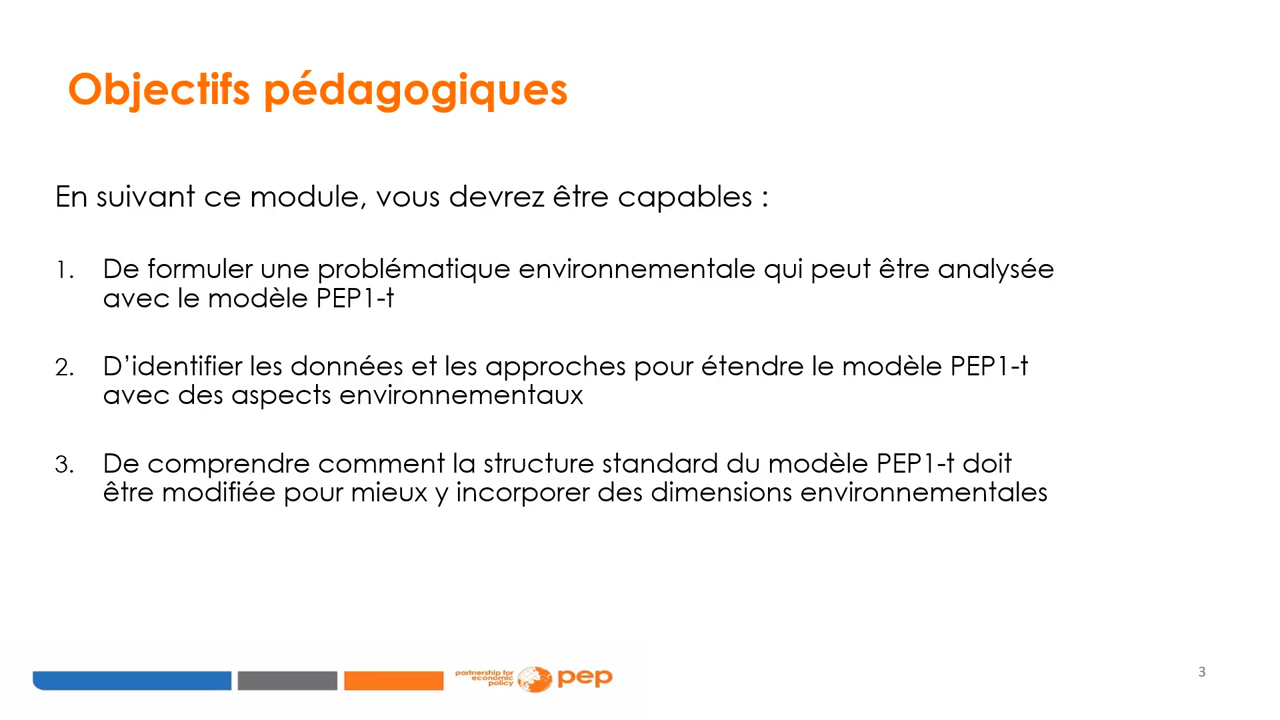 Objectifs pédagogiques
En suivant ce module, vous devrez être capables :
1. De formuler une problématique environnementale qui peut être analysée
avec le modèle PEP1-t
2. D’identifier les données et les approches pour étendre le modèle PEP1-t
avec des aspects environnementaux
3. De comprendre comment la structure standard du modèle PEP1-t doit
être modifiée pour mieux y incorporer des dimensions environnementales
partnership for
economic
policy
pep
3